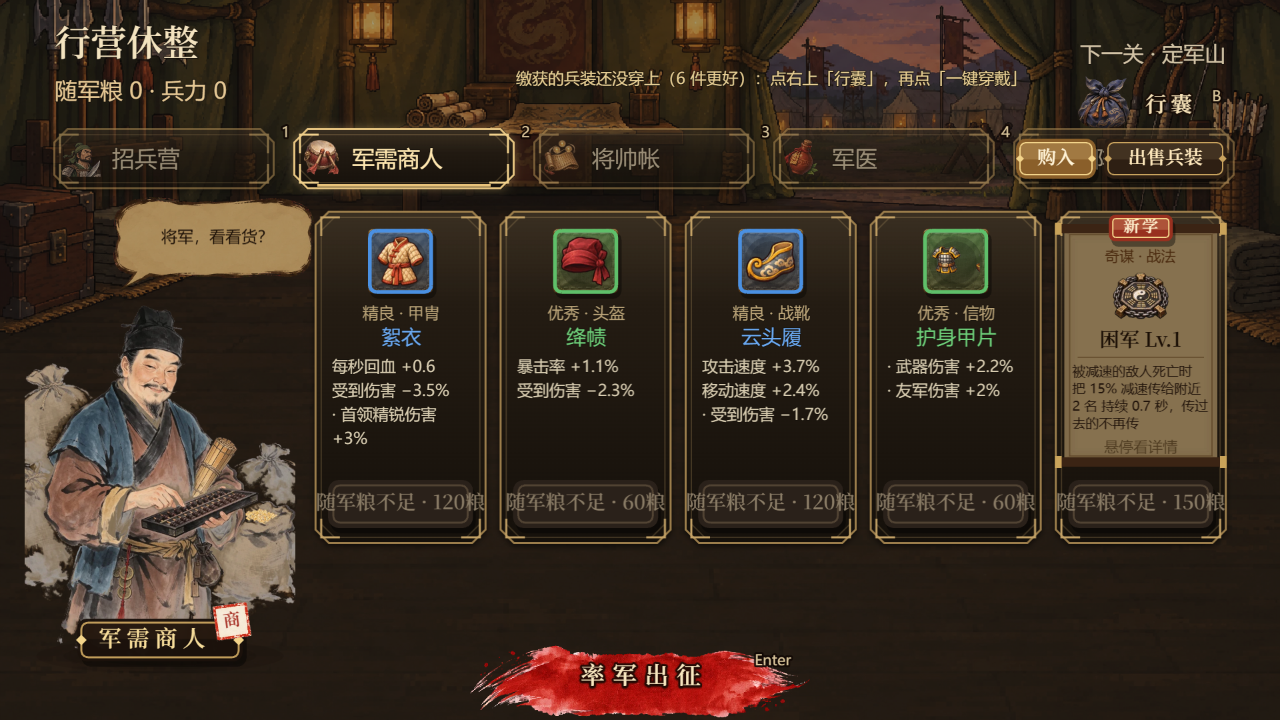 行营休整
随军粮 0 · 兵力 0
缴获的兵装还没穿上（6 件更好）：点右上「行囊」，再点「一键穿戴」
下一关 · 定军山
行囊 B
招兵营 1
军需商人 2
将帅帐 3
军医 4
购入
出售兵装
将军，看看货？
精良 · 甲胄
絮衣
每秒回血 +0.6
受到伤害 −3.5%
· 首领精锐伤害
+3%
随军粮不足 · 120粮
优秀 · 头盔
绛帻
暴击率 +1.1%
受到伤害 −2.3%
随军粮不足 · 60粮
精良 · 战靴
云头履
攻击速度 +3.7%
移动速度 +2.4%
· 受到伤害 −1.7%
随军粮不足 · 120粮
优秀 · 信物
护身甲片
· 武器伤害 +2.2%
· 友军伤害 +2%
随军粮不足 · 60粮
新学
奇谋 · 战法
困军 Lv.1
被减速的敌人死亡时
把 15% 减速传给附近
2 名 持续 0.7 秒，传过
去的不再传
悬停看详情
随军粮不足 · 150粮
商
军需商人
率军出征
Enter